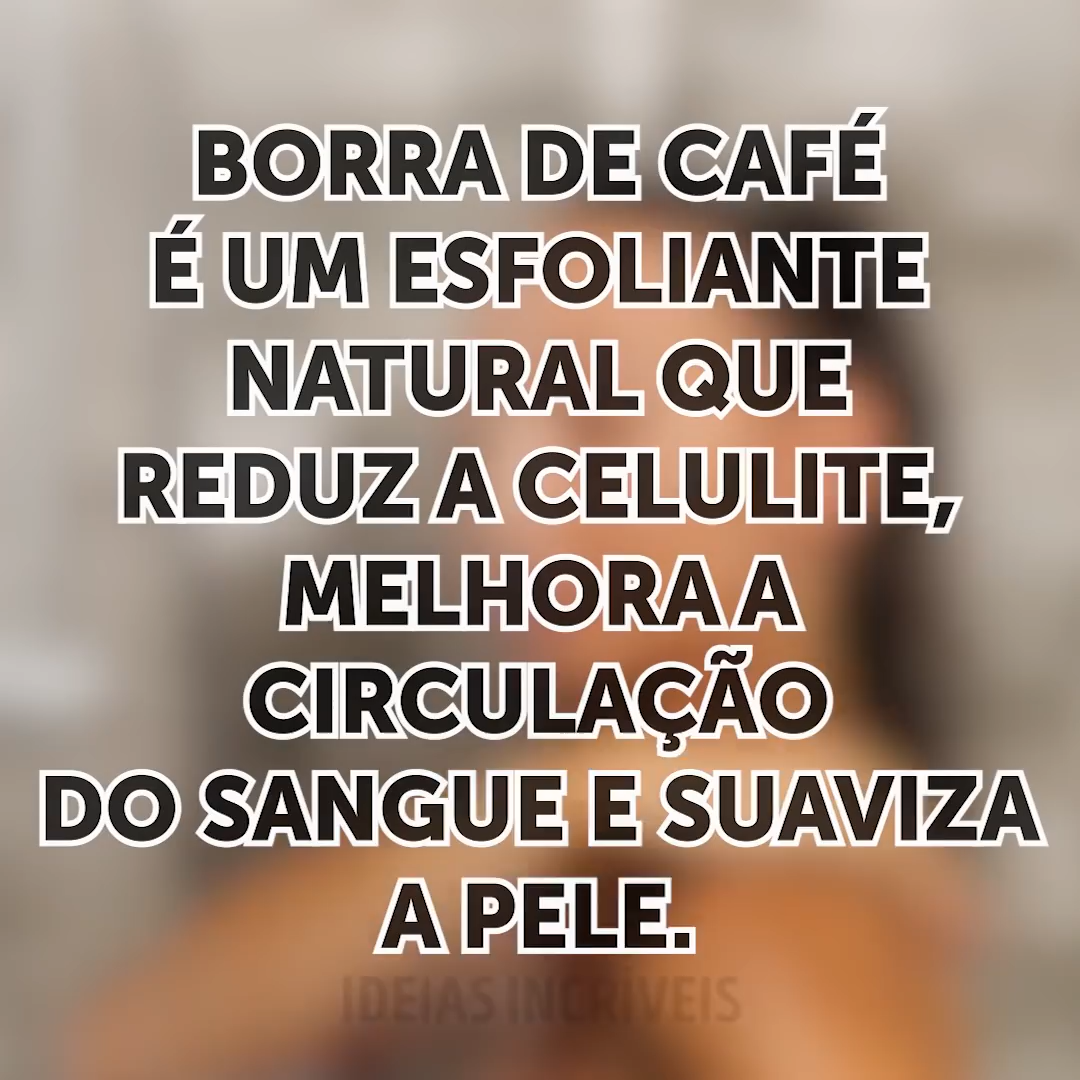 BORRA DE CAFÉ
É UM ESFOLIANTE
NATURAL QUE
REDUZ A CELULITE,
MELHORA A
CIRCULAÇÃO
DO SANGUE E SUAVIZA
A PELE.
IDEIAS INCRÍVEIS